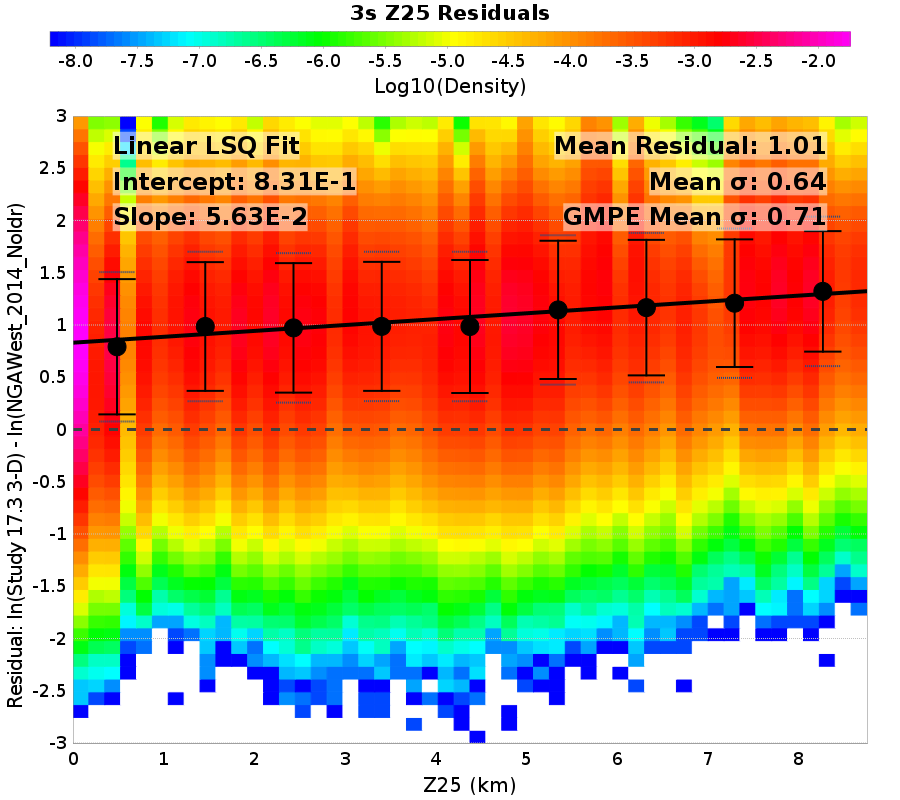 3s Z25 Residuals
-8.0 -7.5 -7.0 -6.5 -6.0 -5.5 -5.0 -4.5 -4.0 -3.5 -3.0 -2.5 -2.0
Log10(Density)
Linear LSQ Fit
Intercept: 8.31E-1
Slope: 5.63E-2
Mean Residual: 1.01
Mean σ: 0.64
GMPE Mean σ: 0.71
Residual: ln(Study 17.3 3-D) - ln(NGAWest_2014_NoIdr)
3
2.5
2
1.5
1
0.5
0
-0.5
-1
-1.5
-2
-2.5
-3
0 1 2 3 4 5 6 7 8
Z25 (km)